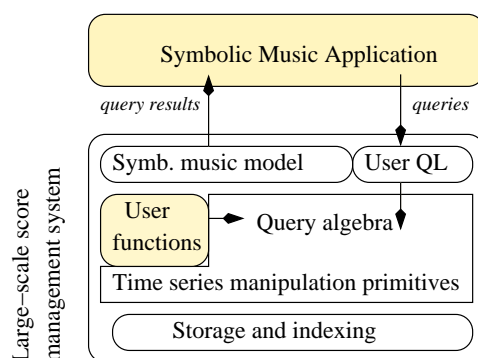 Symbolic Music Application
query results
queries
Symb. music model
User QL
User
functions
Query algebra
Time series manipulation primitives
Storage and indexing
Large−scale score
management system